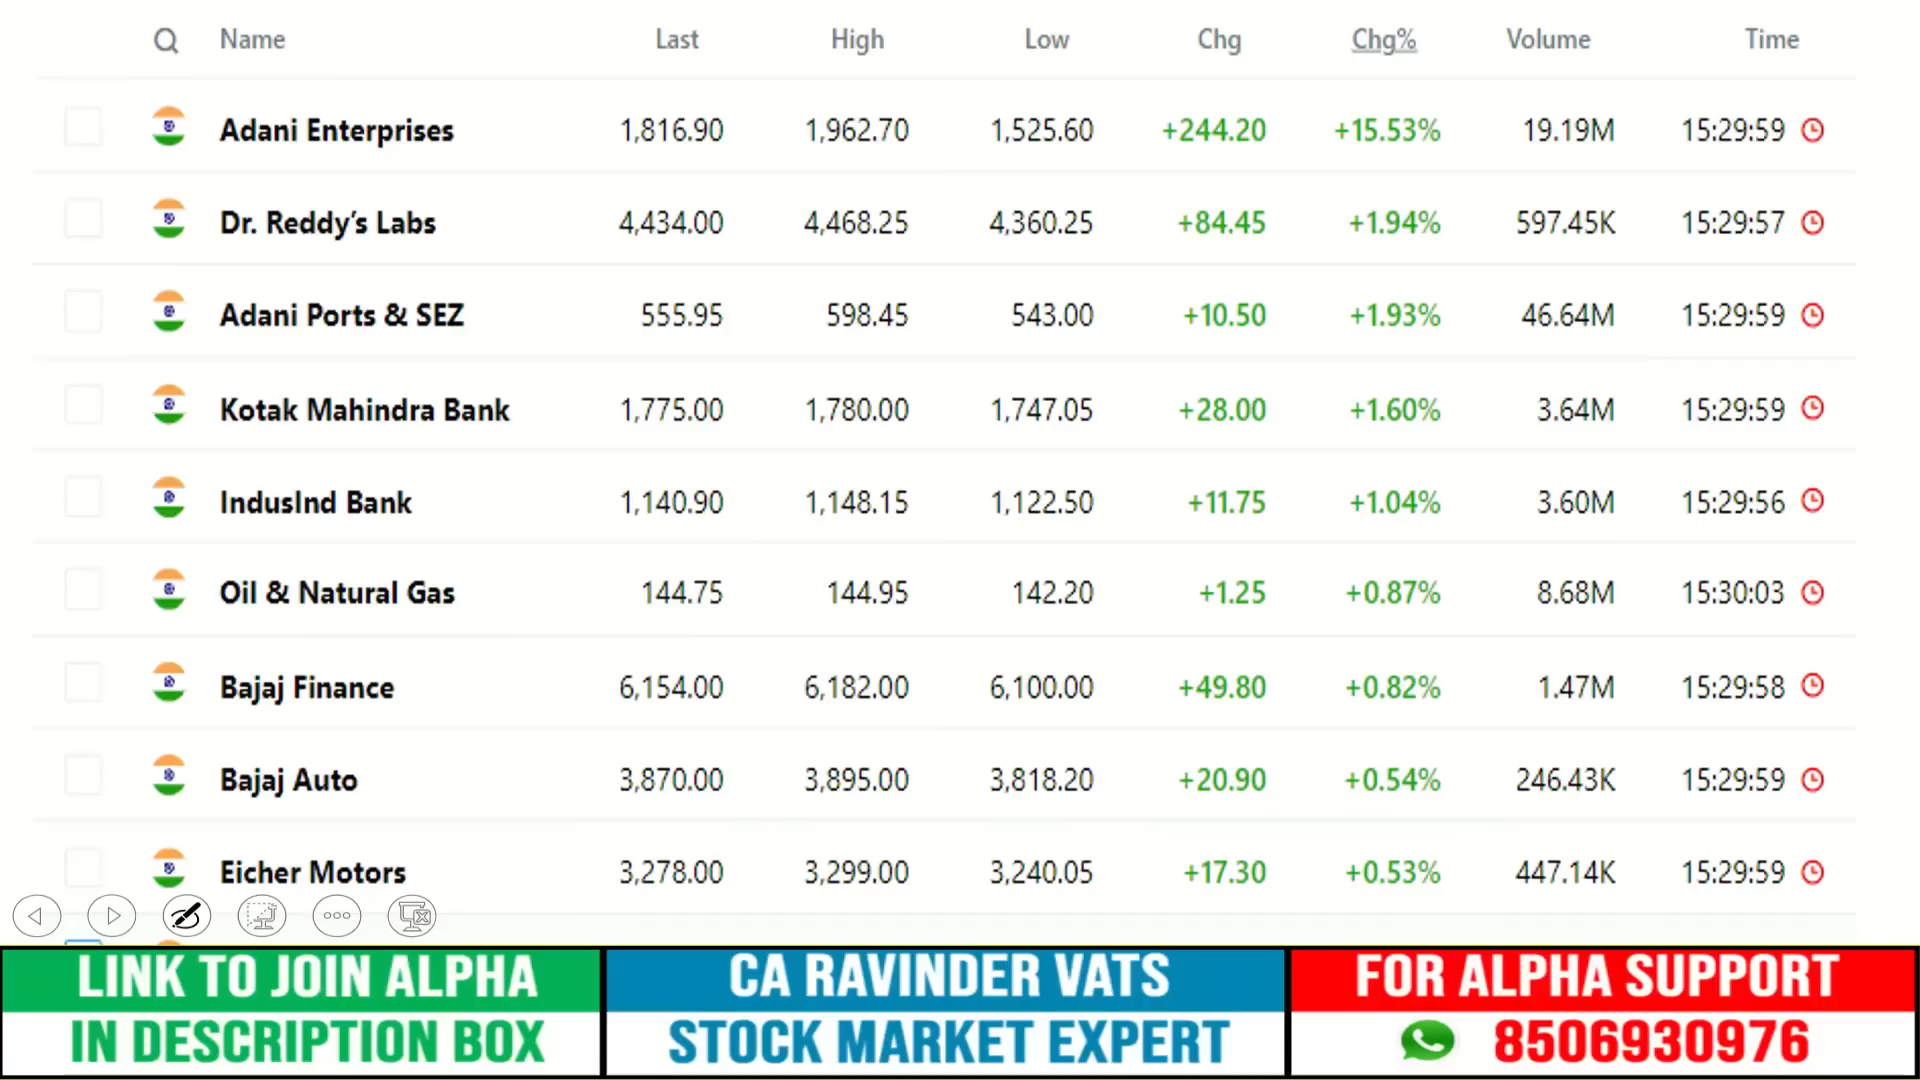 Name Last High Low Chg Chg% Volume Time
Adani Enterprises 1,816.90 1,962.70 1,525.60 +244.20 +15.53% 19.19M 15:29:59
Dr. Reddy's Labs 4,434.00 4,468.25 4,360.25 +84.45 +1.94% 597.45K 15:29:57
Adani Ports & SEZ 555.95 598.45 543.00 +10.50 +1.93% 46.64M 15:29:59
Kotak Mahindra Bank 1,775.00 1,780.00 1,747.05 +28.00 +1.60% 3.64M 15:29:59
IndusInd Bank 1,140.90 1,148.15 1,122.50 +11.75 +1.04% 3.60M 15:29:56
Oil & Natural Gas 144.75 144.95 142.20 +1.25 +0.87% 8.68M 15:30:03
Bajaj Finance 6,154.00 6,182.00 6,100.00 +49.80 +0.82% 1.47M 15:29:58
Bajaj Auto 3,870.00 3,895.00 3,818.20 +20.90 +0.54% 246.43K 15:29:59
Eicher Motors 3,278.00 3,299.00 3,240.05 +17.30 +0.53% 447.14K 15:29:59
LINK TO JOIN ALPHA
IN DESCRIPTION BOX
CA RAVINDER VATS
STOCK MARKET EXPERT
FOR ALPHA SUPPORT
8506930976